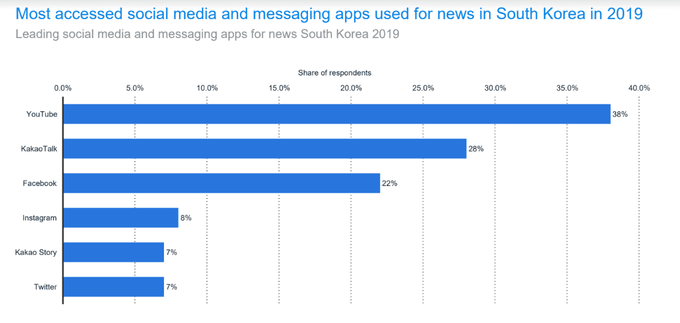 Most accessed social media and messaging apps used for news in South Korea in 2019
Leading social media and messaging apps for news South Korea 2019
Share of respondents
0.0% 5.0% 10.0% 15.0% 20.0% 25.0% 30.0% 35.0% 40.0%
YouTube 38%
KakaoTalk 28%
Facebook 22%
Instagram 8%
Kakao Story 7%
Twitter 7%